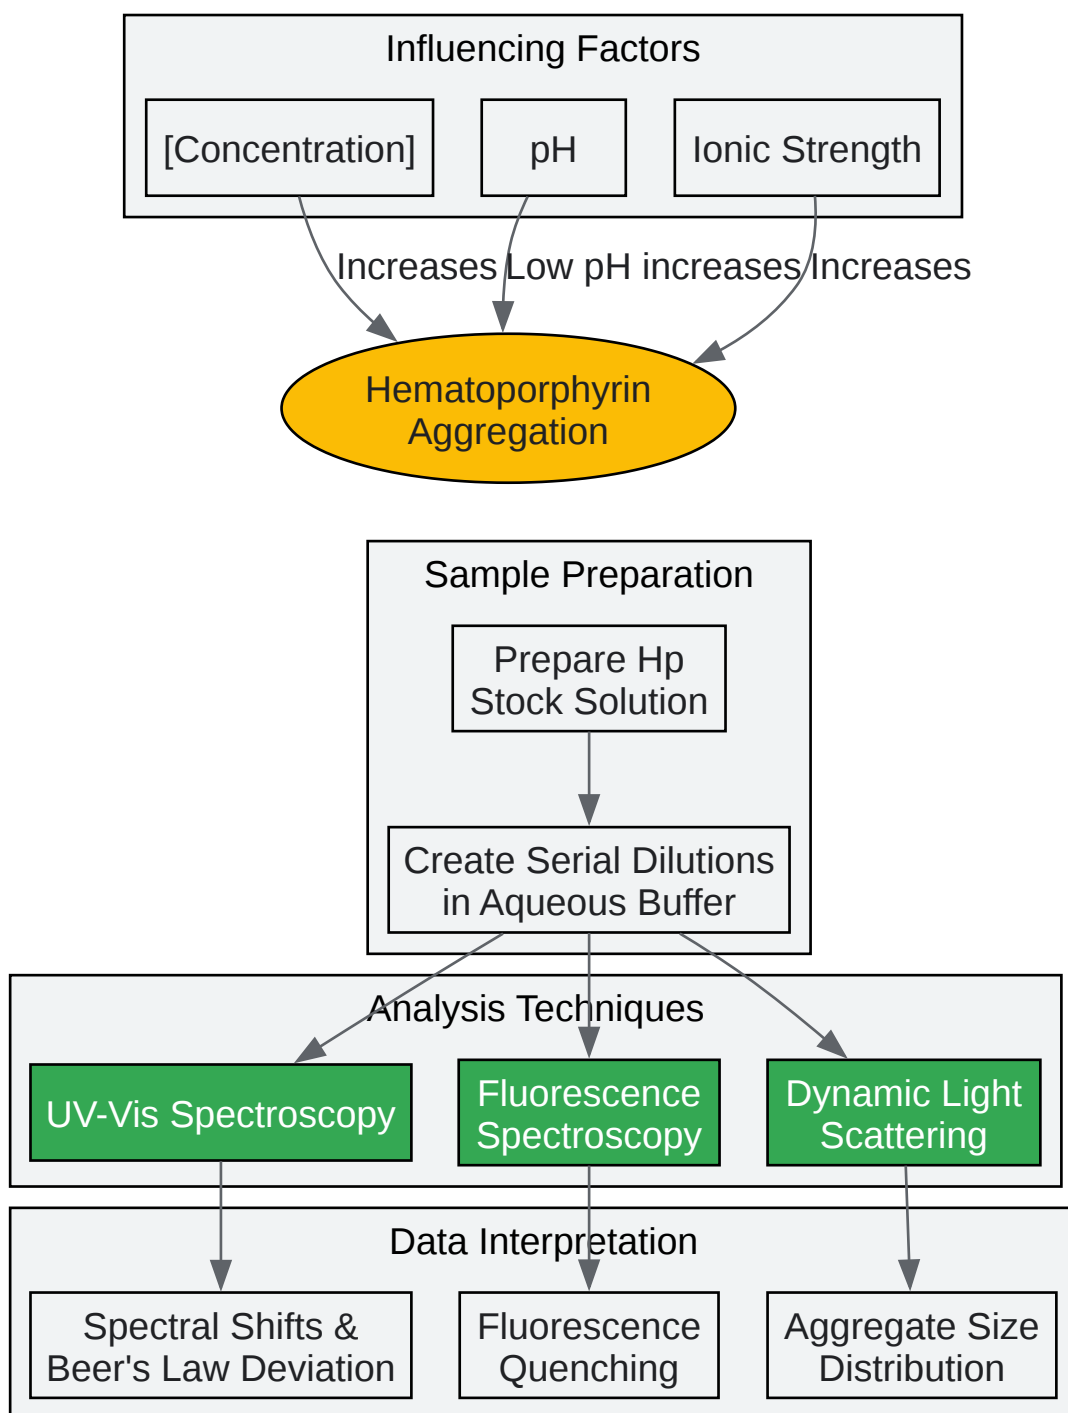 Influencing Factors
[Concentration]
pH
Ionic Strength
Increases
Low pH increases
Increases
Hematoporphyrin
Aggregation
Sample Preparation
Prepare Hp
Stock Solution
Create Serial Dilutions
in Aqueous Buffer
Analysis Techniques
UV-Vis Spectroscopy
Fluorescence
Spectroscopy
Dynamic Light
Scattering
Data Interpretation
Spectral Shifts &
Beer's Law Deviation
Fluorescence
Quenching
Aggregate Size
Distribution